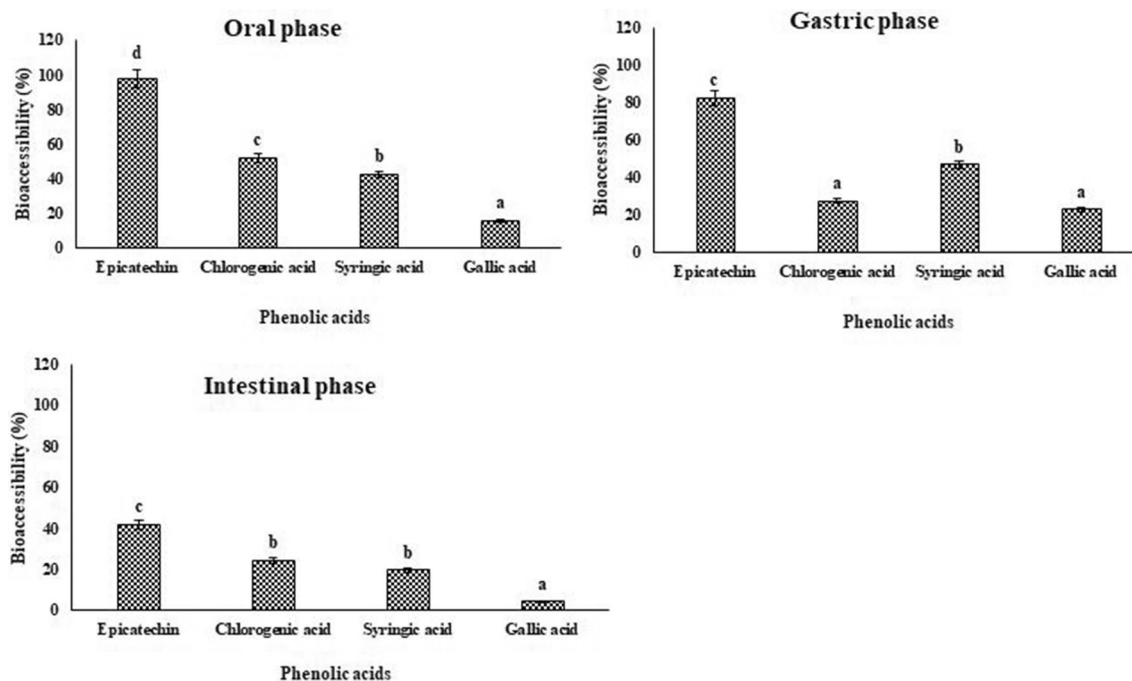 Oral phase
Bioaccessibility (%)
120
100
80
60
40
20
0
d
c
b
a
Epicatechin Chlorogenic acid Syringic acid Gallic acid
Phenolic acids
Gastric phase
Bioaccessibility (%)
120
100
80
60
40
20
0
c
a
b
a
Epicatechin Chlorogenic acid Syringic acid Gallic acid
Phenolic acids
Intestinal phase
Bioaccessibility (%)
120
100
80
60
40
20
0
c
b
b
a
Epicatechin Chlorogenic acid Syringic acid Gallic acid
Phenolic acids